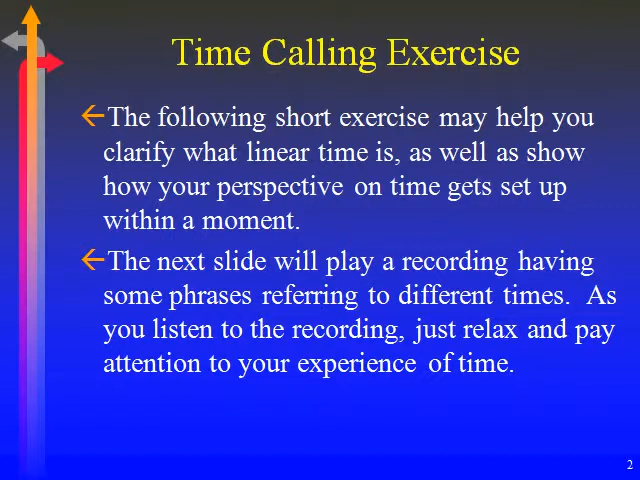 Time Calling Exercise
The following short exercise may help you
clarify what linear time is, as well as show
how your perspective on time gets set up
within a moment.
The next slide will play a recording having
some phrases referring to different times.  As
you listen to the recording, just relax and pay
attention to your experience of time.
2